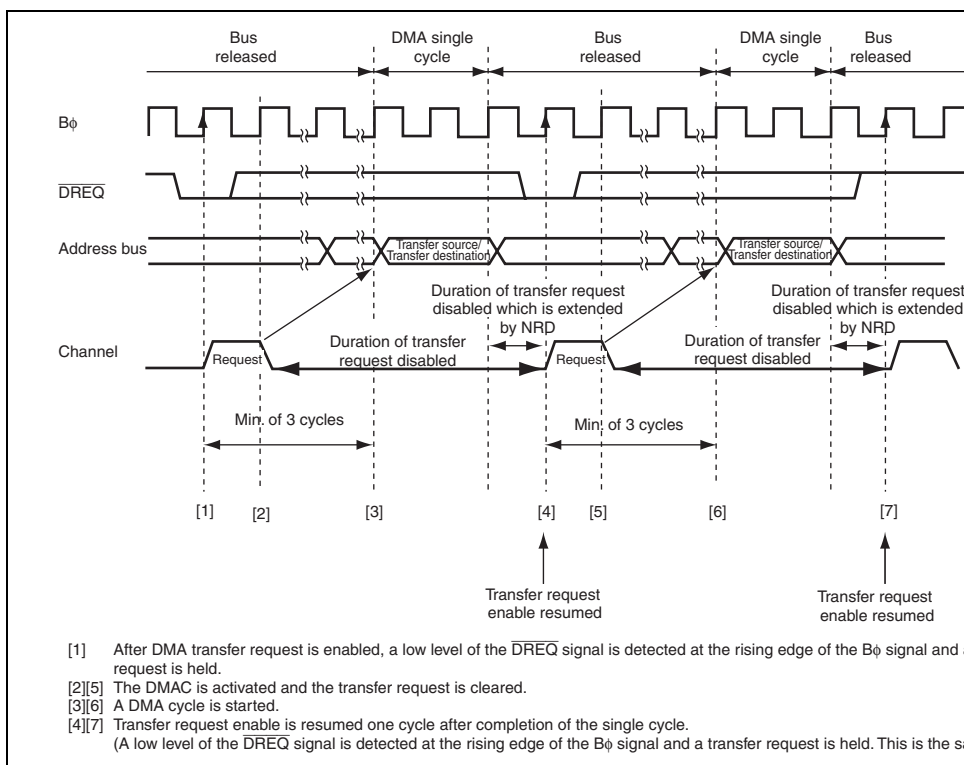 Bus released
DMA single cycle
Bus released
DMA single cycle
Bus released
Bφ
DREQ
Address bus
Transfer source/ Transfer destination
Transfer source/ Transfer destination
Duration of transfer request disabled which is extended by NRD
Duration of transfer request disabled which is extended by NRD
Channel
Request
Duration of transfer request disabled
Request
Duration of transfer request disabled
Min. of 3 cycles
Min. of 3 cycles
[1]
[2]
[3]
[4]
[5]
[6]
[7]
Transfer request enable resumed
Transfer request enable resumed
[1] After DMA transfer request is enabled, a low level of the DREQ signal is detected at the rising edge of the Bφ signal and
request is held.
[2][5] The DMAC is activated and the transfer request is cleared.
[3][6] A DMA cycle is started.
[4][7] Transfer request enable is resumed one cycle after completion of the single cycle.
(A low level of the DREQ signal is detected at the rising edge of the Bφ signal and a transfer request is held. This is the